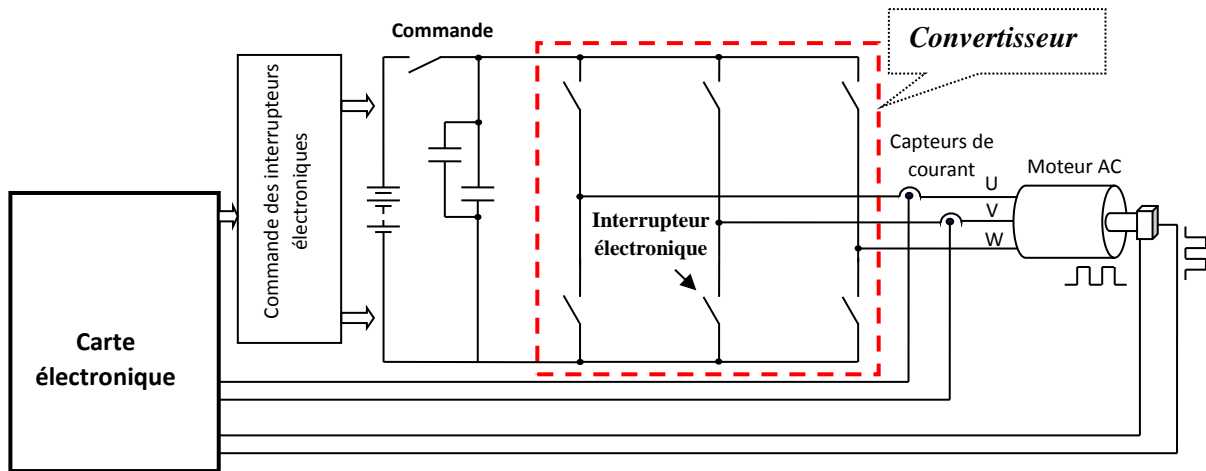 Commande
Convertisseur
Commande des interrupteurs
électroniques
Capteurs de
courant
Moteur AC
U
V
W
Interrupteur
électronique
Carte
électronique